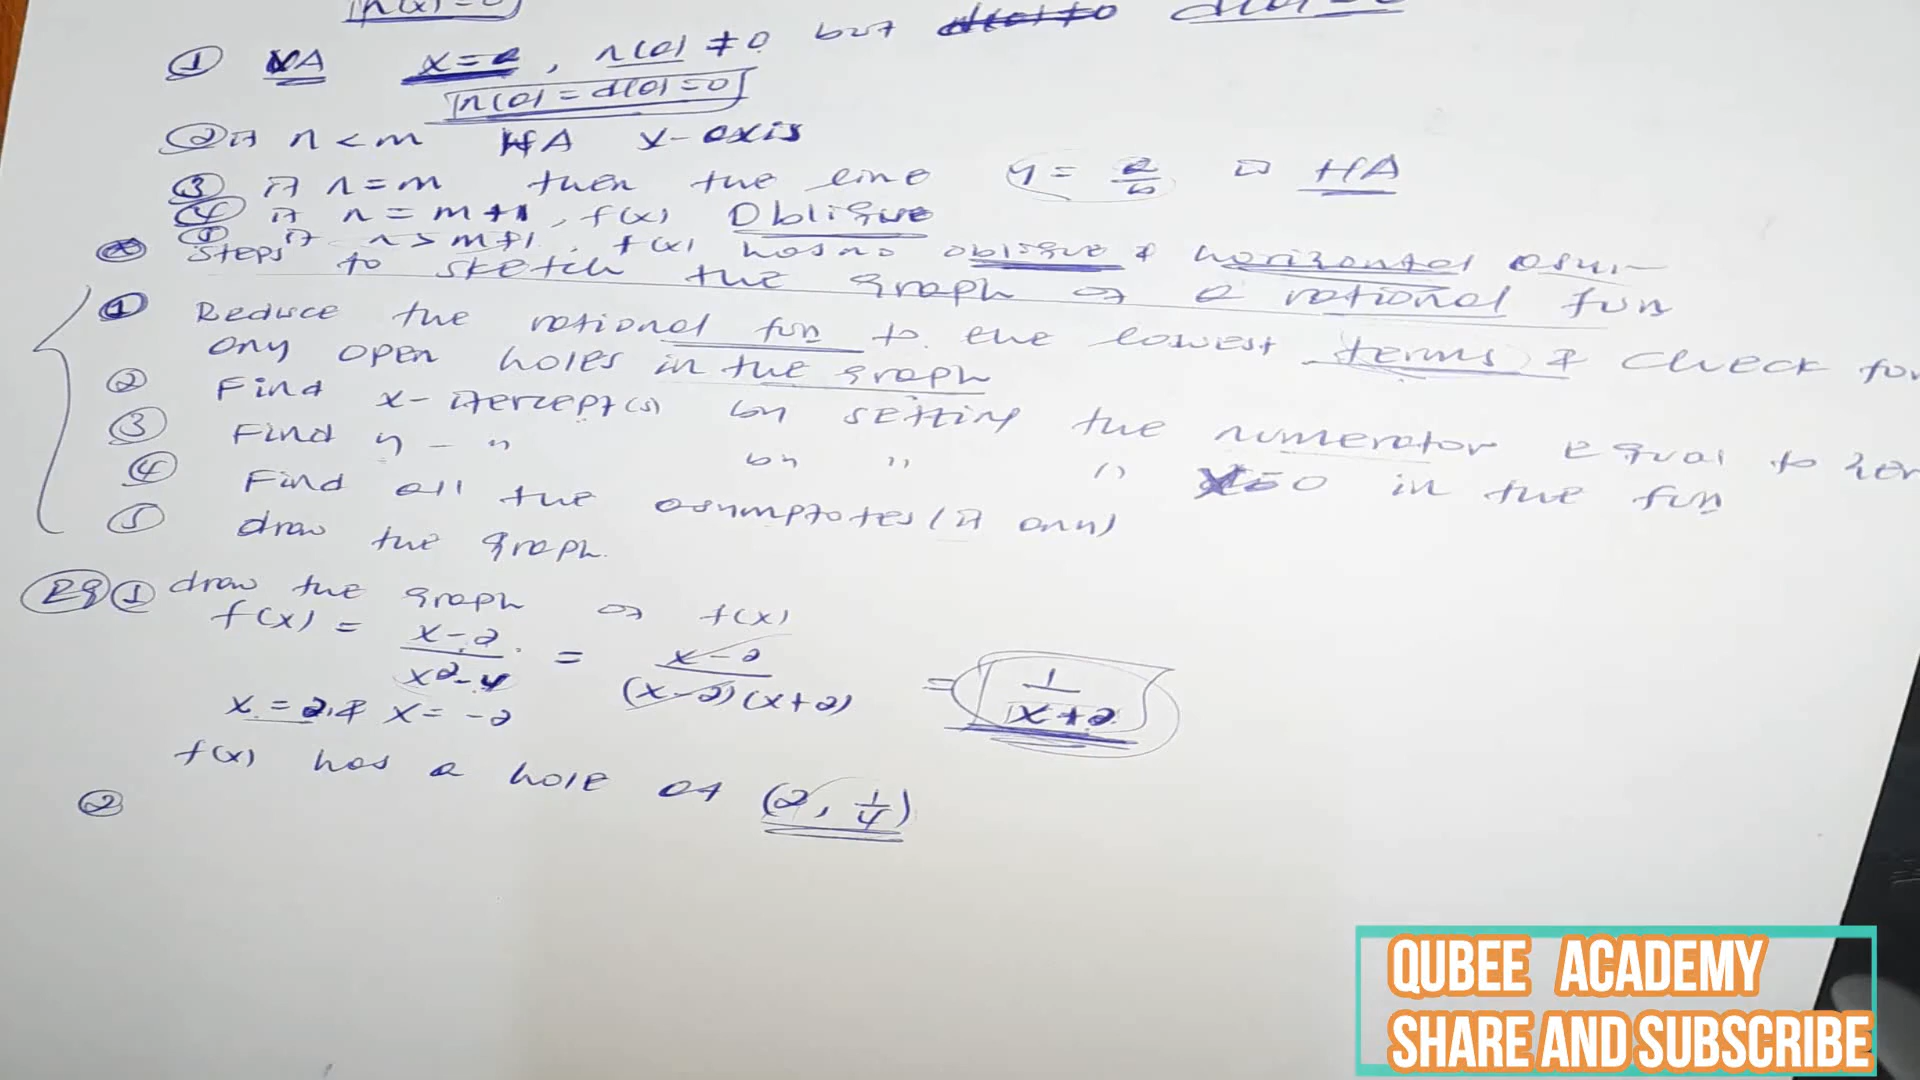 n(x)=0
① VA x=a, n(a) ≠ 0 but
n(a) = d(a) = 0
② if n < m HA x-axis
③ if n = m then the line y = a/b is HA
④ if n = m+1, f(x) Oblique
⑤ if n > m+1, f(x) has no oblique & horizontal asym-
Steps to sketch the graph of a rational fun
① Reduce the rational fun to the lowest terms & check for
any open holes in the graph
② Find x-itercept(s) by setting the numerator equal to zer
③ Find y - " by " " x=0 in the fun
④ Find all the asymptotes (if any)
⑤ draw the graph.
Eg ① draw the graph of f(x)
f(x) = x-2 / x2-4 = x-2 / (x-2)(x+2) = 1 / x+2
x = 2 & x = -2
f(x) has a hole at (2, 1/4)
②
QUBEE ACADEMY
SHARE AND SUBSCRIBE